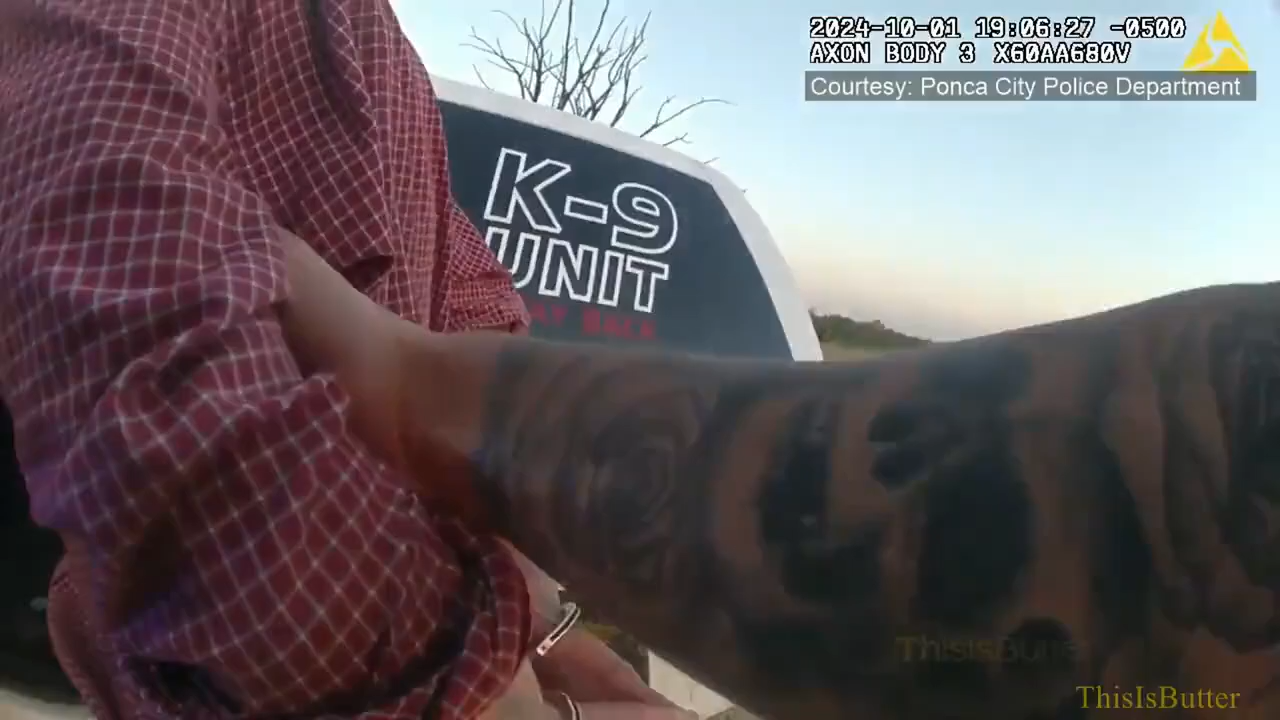 2024-10-01 19:06:27 -0500
AXON BODY 3 X60AA680V
Courtesy: Ponca City Police Department
K-9
UNIT
ThisIsButter
ThisIsButter